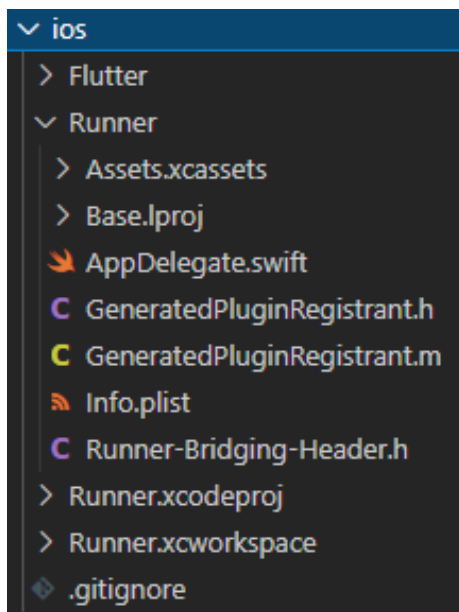 ios
Flutter
Runner
Assets.xcassets
Base.lproj
AppDelegate.swift
C GeneratedPluginRegistrant.h
C GeneratedPluginRegistrant.m
Info.plist
C Runner-Bridging-Header.h
Runner.xcodeproj
Runner.xcworkspace
.gitignore